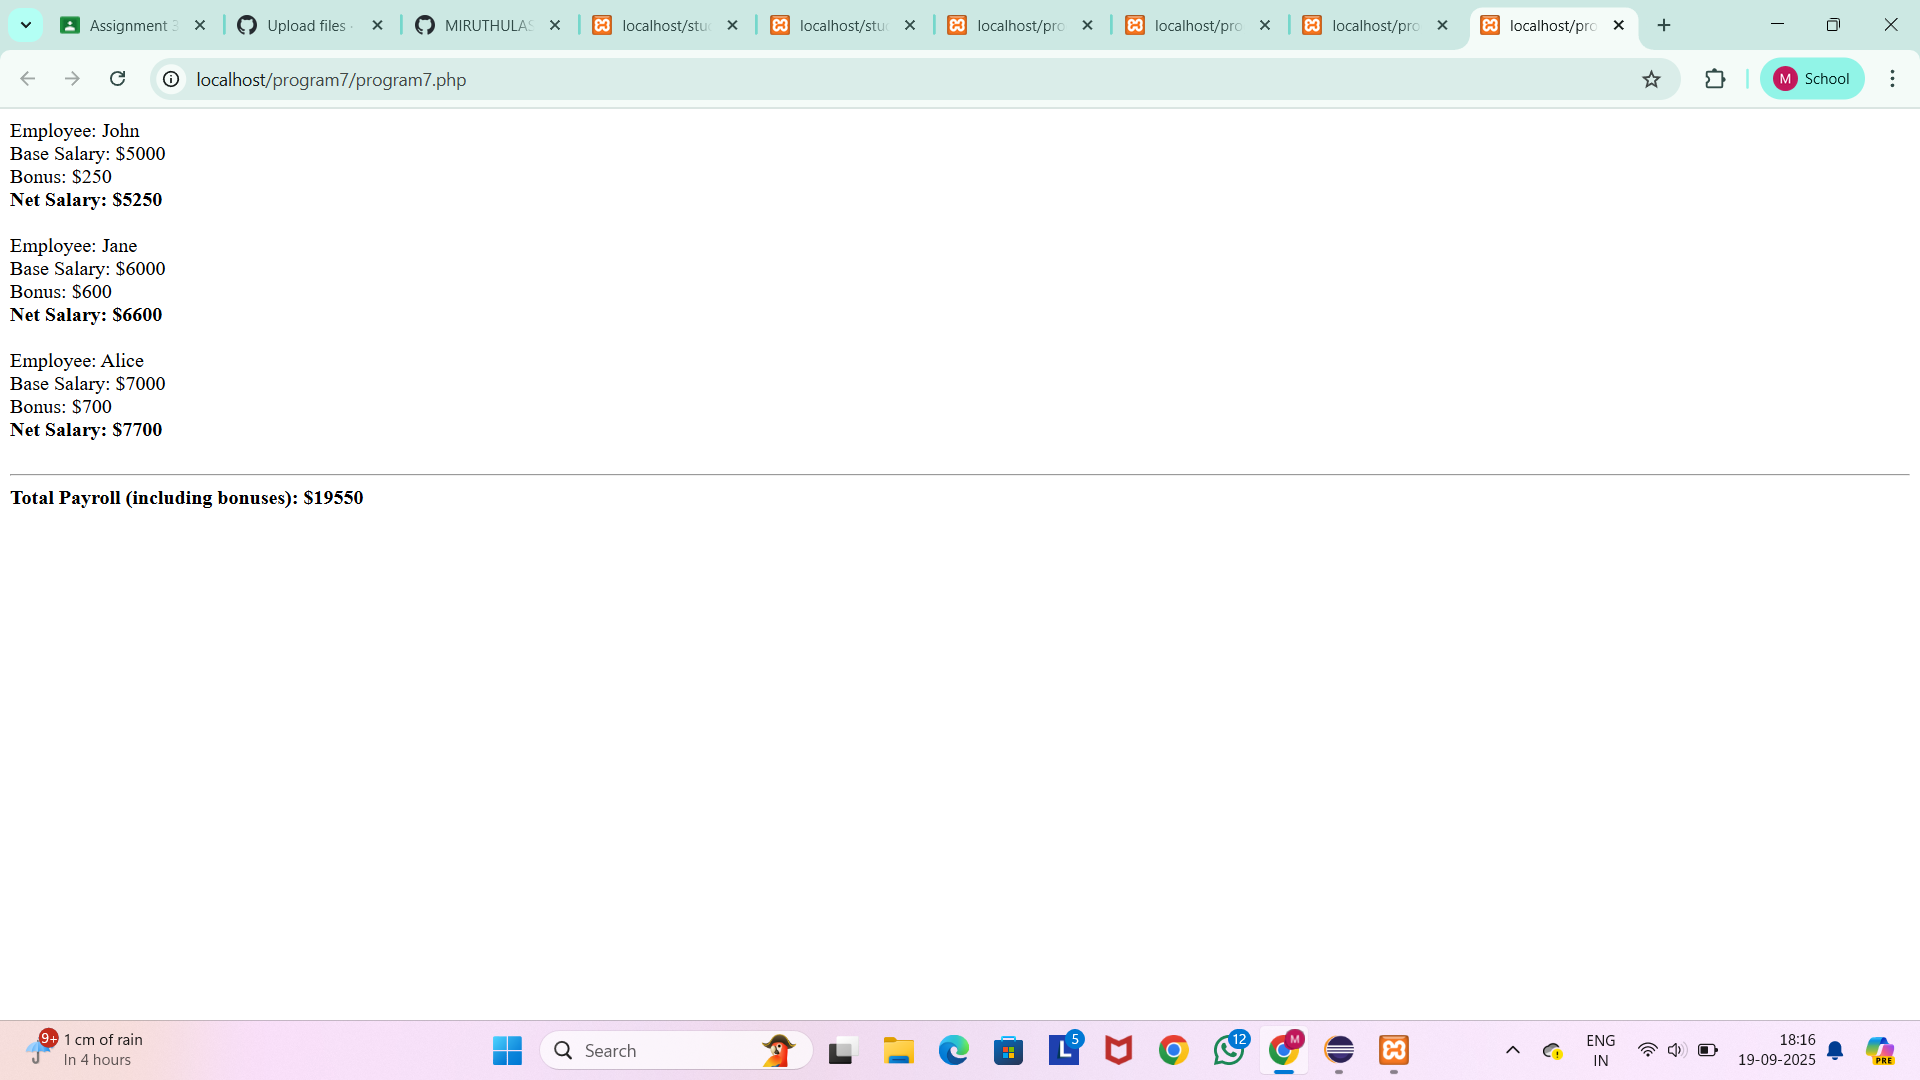 Assignment 3
Upload files ·
MIRUTHULAS
localhost/stu
localhost/stu
localhost/pro
localhost/pro
localhost/pro
localhost/pro
localhost/program7/program7.php
M School
Employee: John
Base Salary: $5000
Bonus: $250
Net Salary: $5250
Employee: Jane
Base Salary: $6000
Bonus: $600
Net Salary: $6600
Employee: Alice
Base Salary: $7000
Bonus: $700
Net Salary: $7700
Total Payroll (including bonuses): $19550
9+
1 cm of rain
In 4 hours
Search
L 5
12
M
ENG
IN
18:16
19-09-2025
PRE